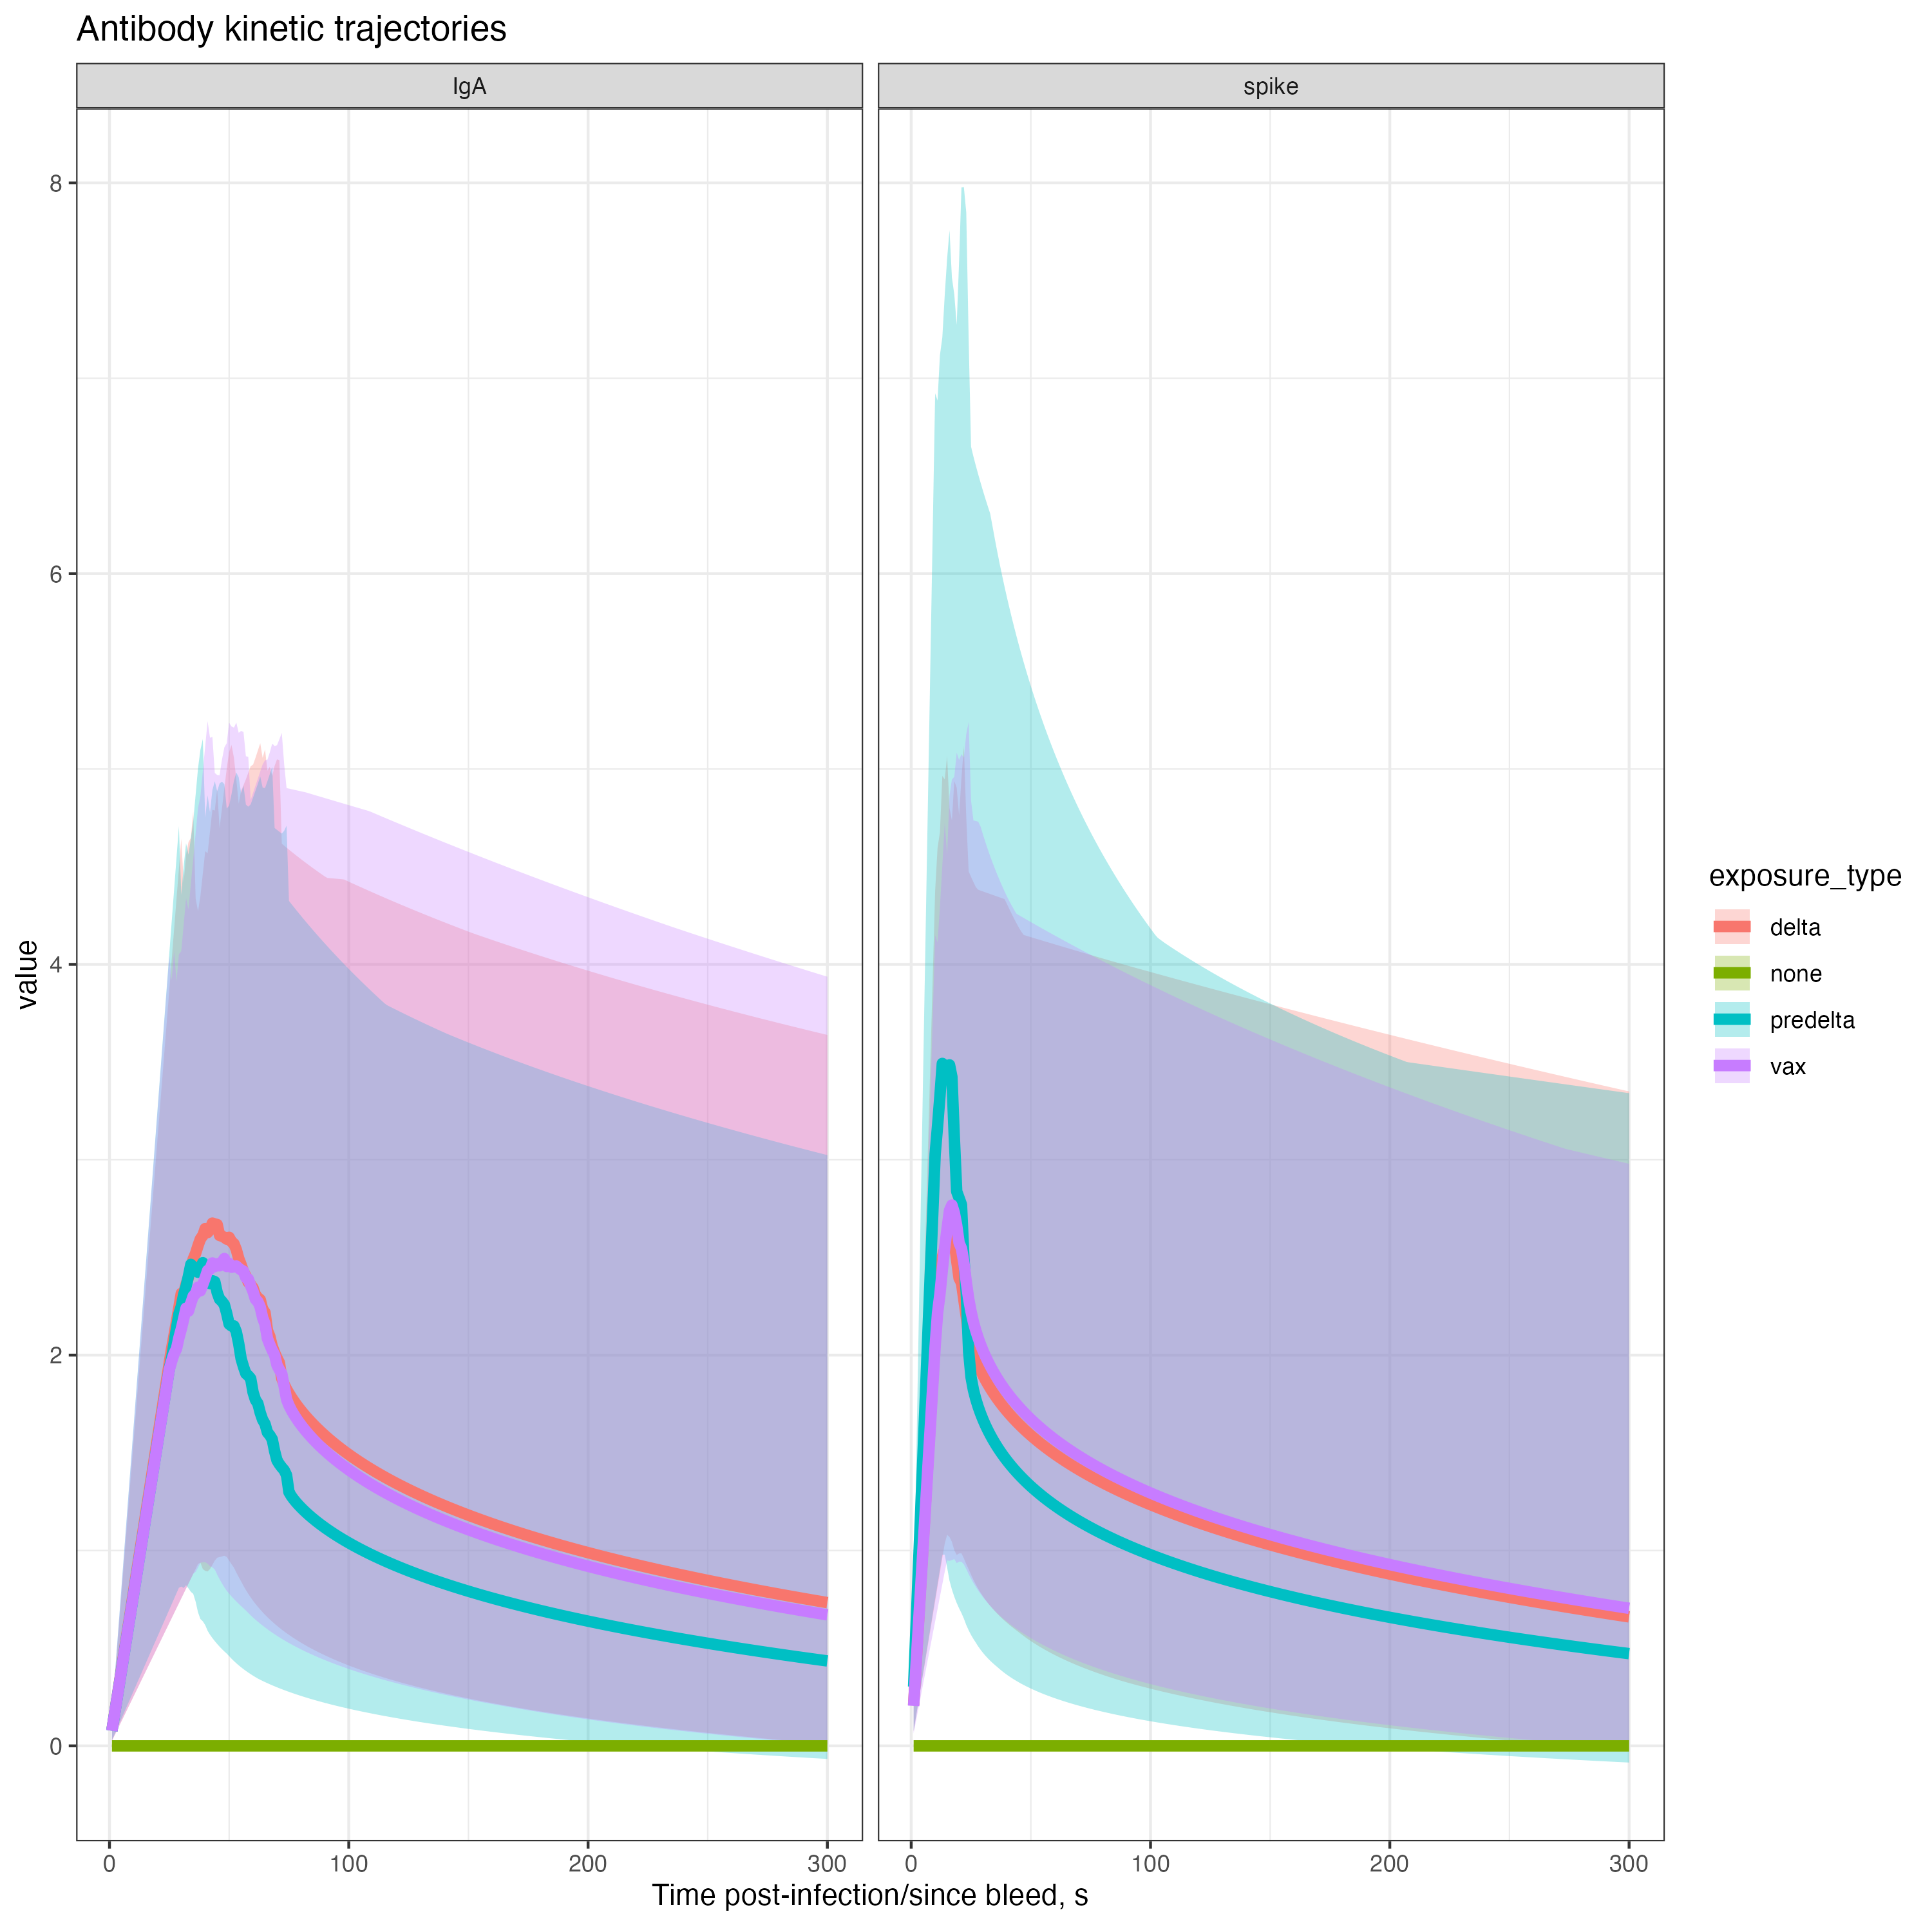 Antibody kinetic trajectories
IgA
spike
value
8
6
4
2
0
0
100
200
300
0
100
200
300
Time post-infection/since bleed, s
exposure_type
delta
none
predelta
vax